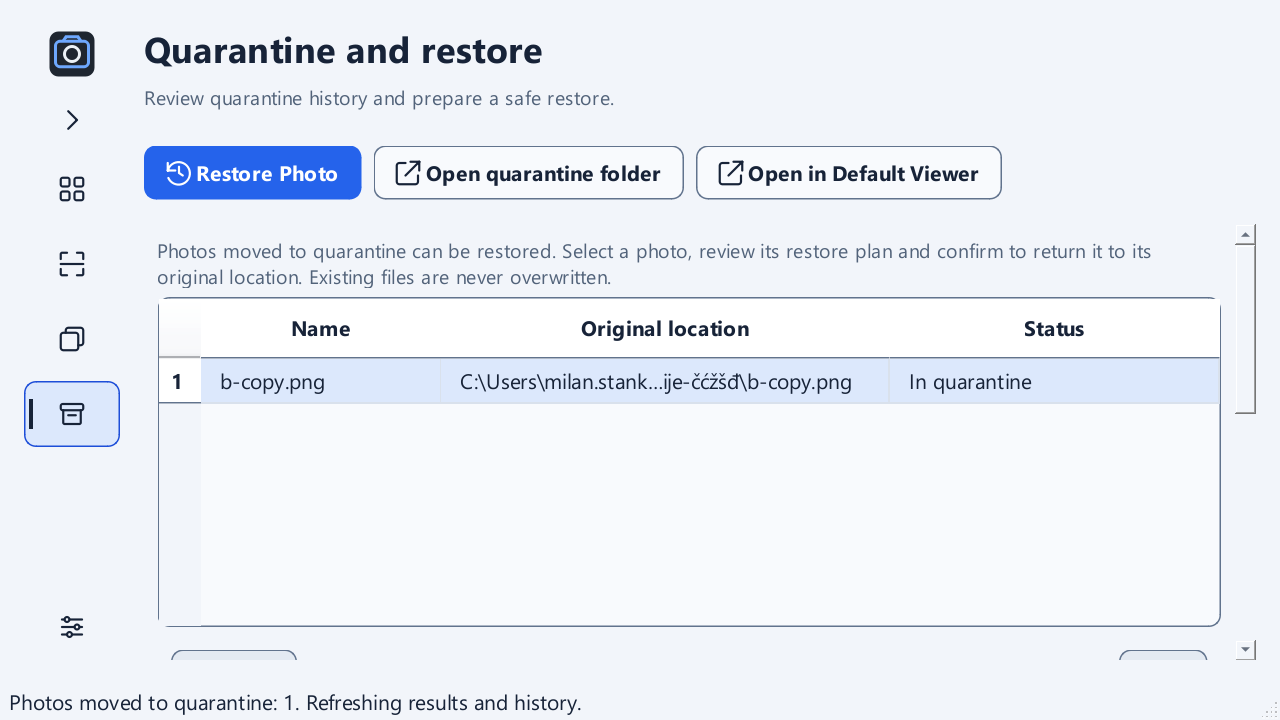 Quarantine and restore
Review quarantine history and prepare a safe restore.
Restore Photo
Open quarantine folder
Open in Default Viewer
Photos moved to quarantine can be restored. Select a photo, review its restore plan and confirm to return it to its
original location. Existing files are never overwritten.
Name Original location Status
1 b-copy.png C:\Users\milan.stank...ije-čćžšđ\b-copy.png In quarantine
Photos moved to quarantine: 1. Refreshing results and history.